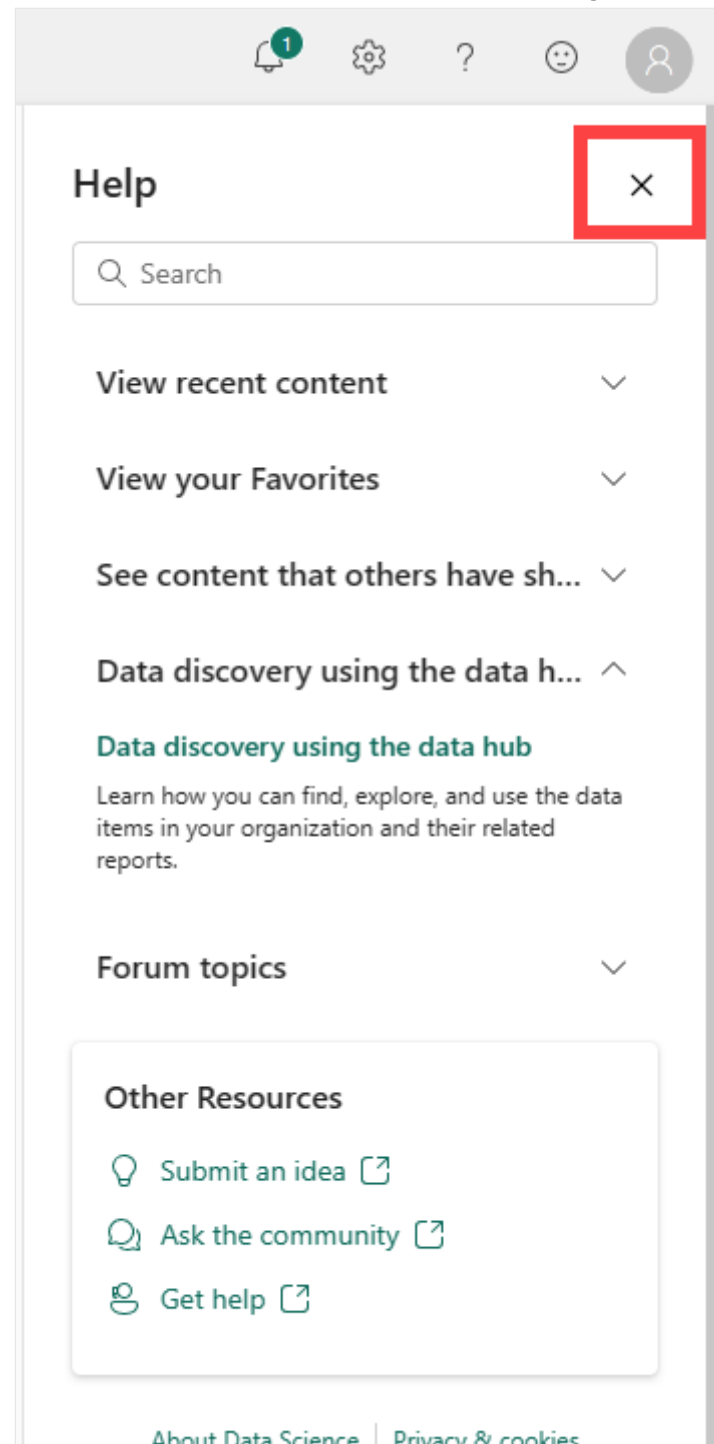 1
?
Help
Search
View recent content
View your Favorites
See content that others have sh...
Data discovery using the data h...
Data discovery using the data hub
Learn how you can find, explore, and use the data
items in your organization and their related
reports.
Forum topics
Other Resources
Submit an idea
Ask the community
Get help
About Data Science | Privacy & cookies